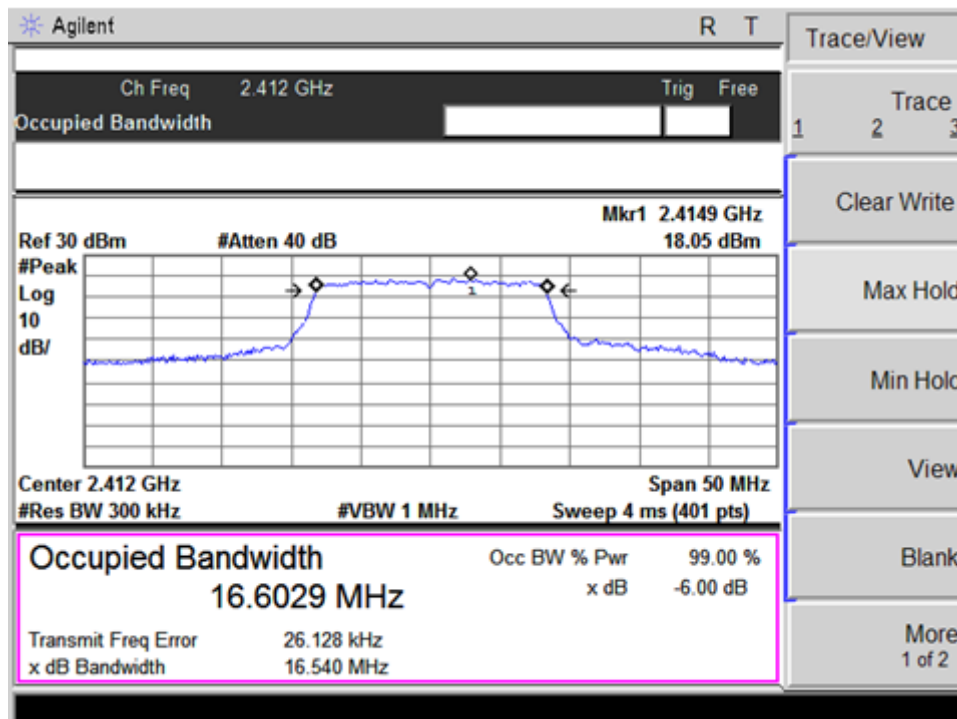 Agilent R T
Trace/View
Ch Freq 2.412 GHz Trig Free
Occupied Bandwidth
Trace
1 2 3
Clear Write
Mkr1 2.4149 GHz
Ref 30 dBm #Atten 40 dB 18.05 dBm
#Peak
Log
10
dB/
1
Max Hold
Min Hold
View
Center 2.412 GHz Span 50 MHz
#Res BW 300 kHz #VBW 1 MHz Sweep 4 ms (401 pts)
Blank
Occupied Bandwidth Occ BW % Pwr 99.00 %
16.6029 MHz x dB -6.00 dB
Transmit Freq Error 26.128 kHz
x dB Bandwidth 16.540 MHz
More
1 of 2